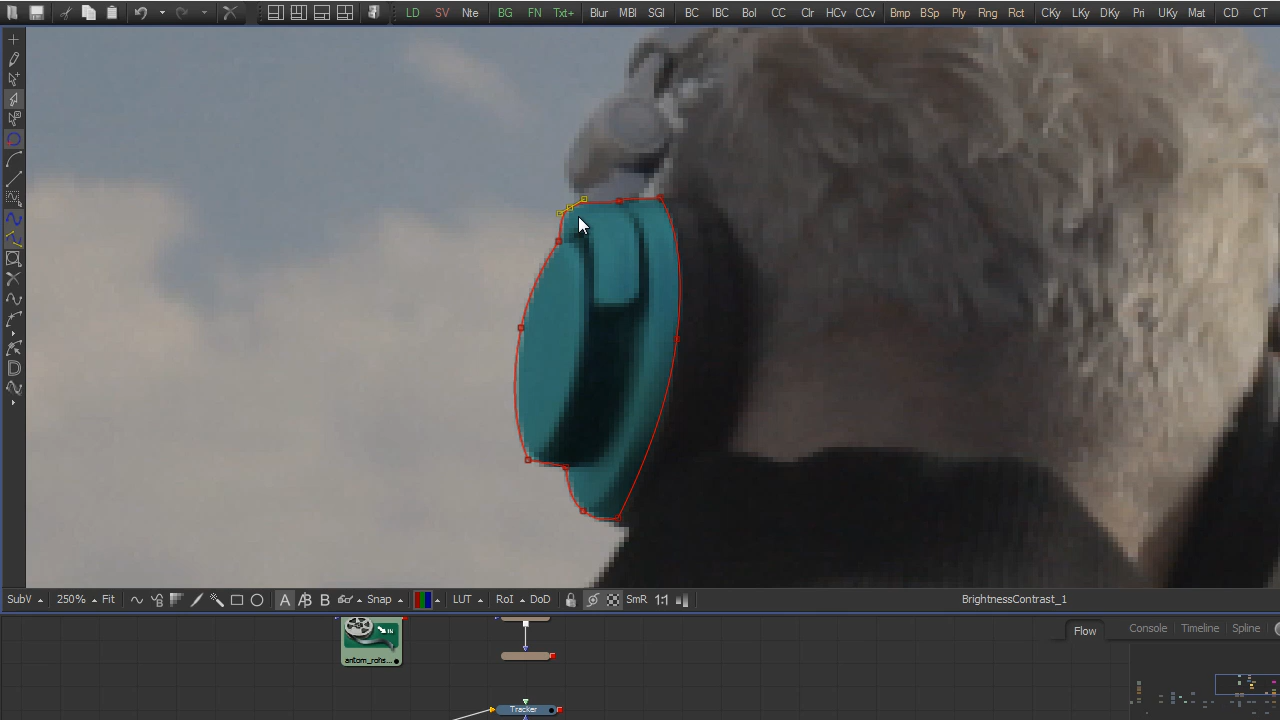 LD SV Nte BG FN Txt+ Blur MBl SGl BC IBC Bol CC Clr HCv CCv Bmp BSp Ply Rng Rct CKy LKy DKy Pri UKy Mat CD CT
D
SubV 250% Fit A A B B Snap LUT RoI DoD SmR 1:1 BrightnessContrast_1
Flow Console Timeline Spline
IN
antom_rohs...
Tracker